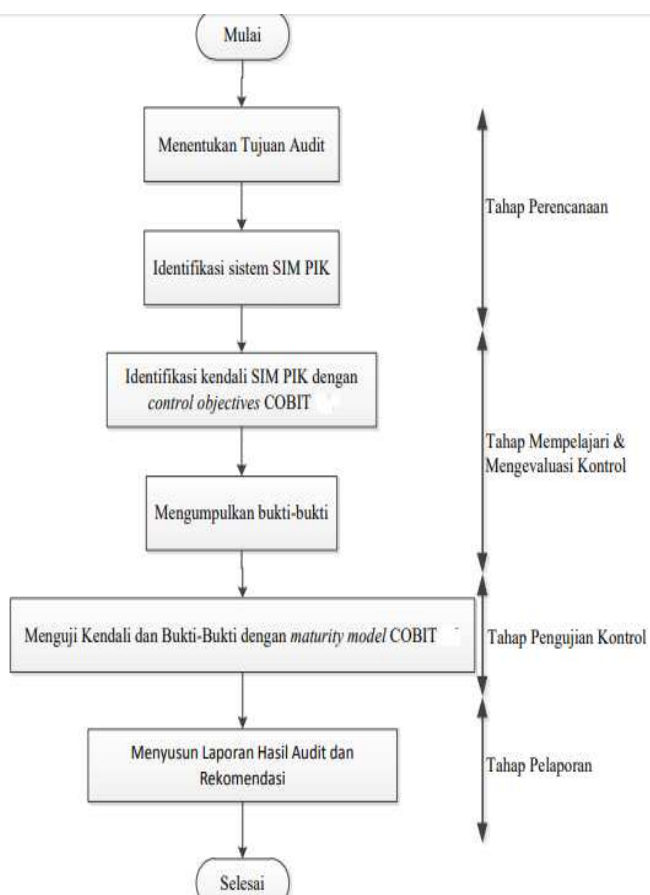 Mulai
Menentukan Tujuan Audit
Tahap Perencanaan
Identifikasi sistem SIM PIK
Identifikasi kendali SIM PIK dengan
control objectives COBIT
Tahap Mempelajari &
Mengevaluasi Kontrol
Mengumpulkan bukti-bukti
Menguji Kendali dan Bukti-Bukti dengan maturity model COBIT
Tahap Pengujian Kontrol
Menyusun Laporan Hasil Audit dan
Rekomendasi
Tahap Pelaporan
Selesai